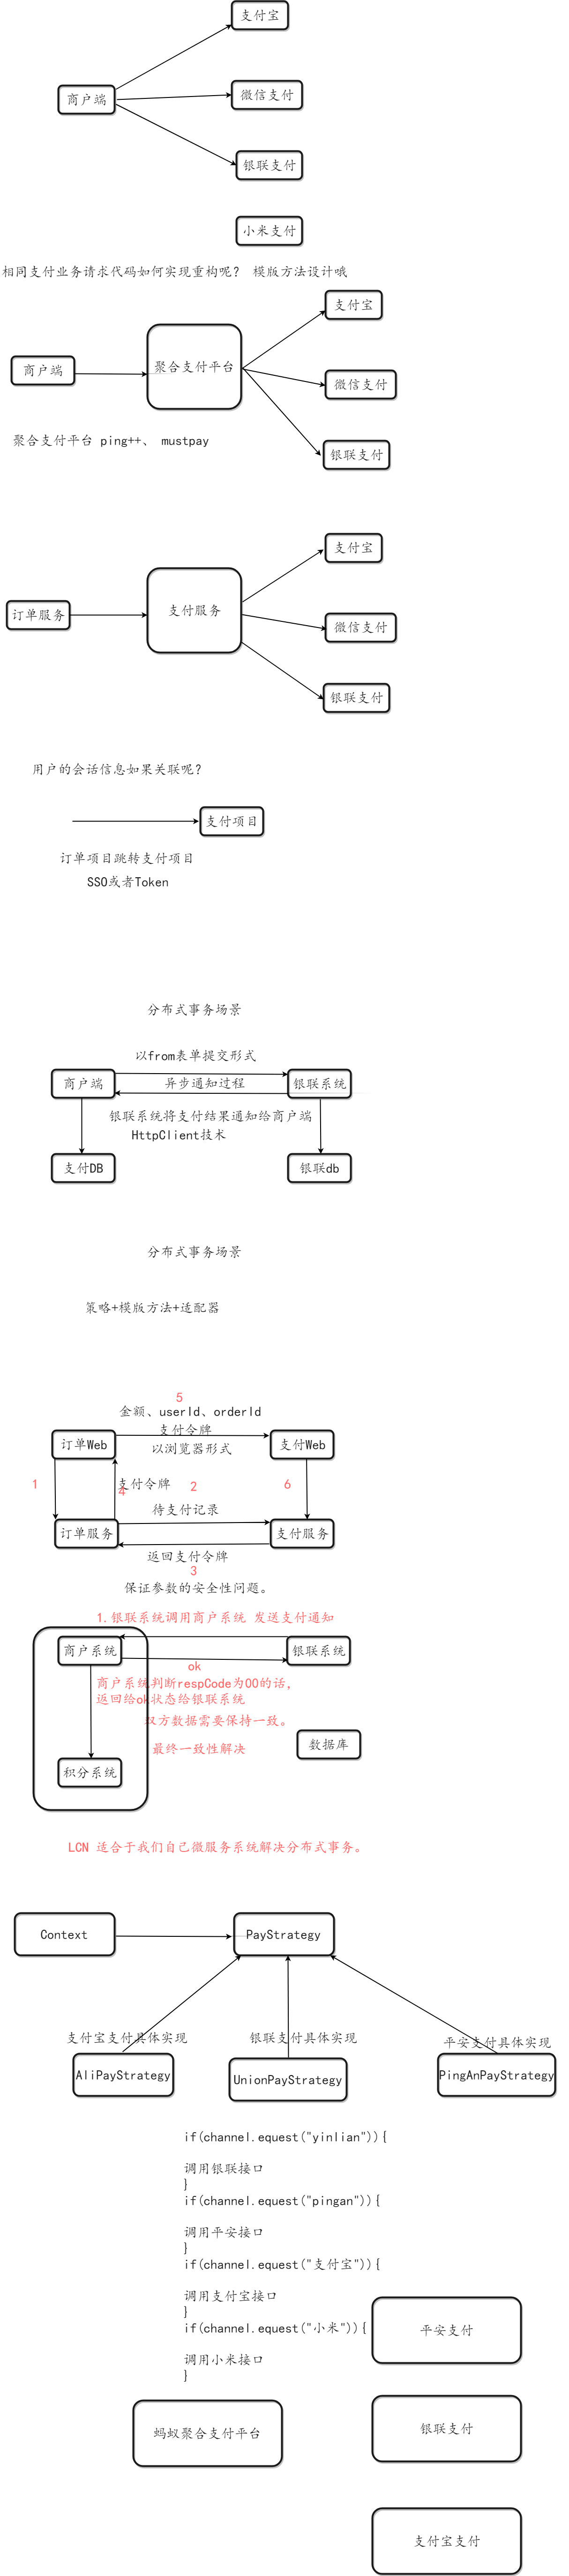 支付宝
商户端
微信支付
银联支付
小米支付
相同支付业务请求代码如何实现重构呢？ 模版方法设计哦
支付宝
商户端
聚合支付平台
微信支付
聚合支付平台 ping++、 mustpay
银联支付
支付宝
订单服务
支付服务
微信支付
银联支付
用户的会话信息如果关联呢？
支付项目
订单项目跳转支付项目
SSO或者Token
分布式事务场景
以from表单提交形式
商户端
异步通知过程
银联系统
银联系统将支付结果通知给商户端
HttpClient技术
支付DB
银联db
分布式事务场景
策略+模版方法+适配器
5
金额、userId、orderId
支付令牌
订单Web
以浏览器形式
支付Web
1
支付令牌
4
2
6
待支付记录
订单服务
支付服务
返回支付令牌
3
保证参数的安全性问题。
1.银联系统调用商户系统 发送支付通知
商户系统
银联系统
ok
商户系统判断respCode为00的话，
返回给ok状态给银联系统
双方数据需要保持一致。
最终一致性解决
数据库
积分系统
LCN 适合于我们自己微服务系统解决分布式事务。
Context
PayStrategy
支付宝支付具体实现
银联支付具体实现
平安支付具体实现
AliPayStrategy
UnionPayStrategy
PingAnPayStrategy
if(channel.equest("yinlian")){
调用银联接口
}
if(channel.equest("pingan")){
调用平安接口
}
if(channel.equest("支付宝")){
调用支付宝接口
}
if(channel.equest("小米")){
调用小米接口
}
平安支付
蚂蚁聚合支付平台
银联支付
支付宝支付